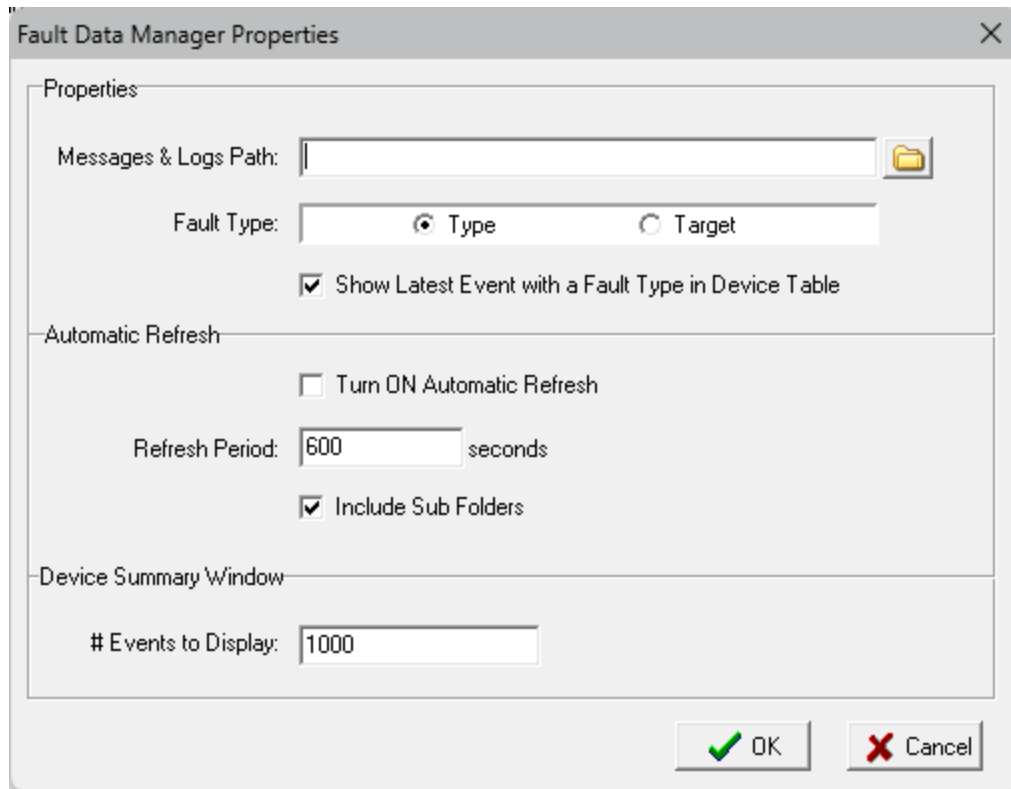 Fault Data Manager Properties
Properties
Messages & Logs Path:
Fault Type: Type Target
Show Latest Event with a Fault Type in Device Table
Automatic Refresh
Turn ON Automatic Refresh
Refresh Period: 600 seconds
Include Sub Folders
Device Summary Window
# Events to Display: 1000
OK Cancel